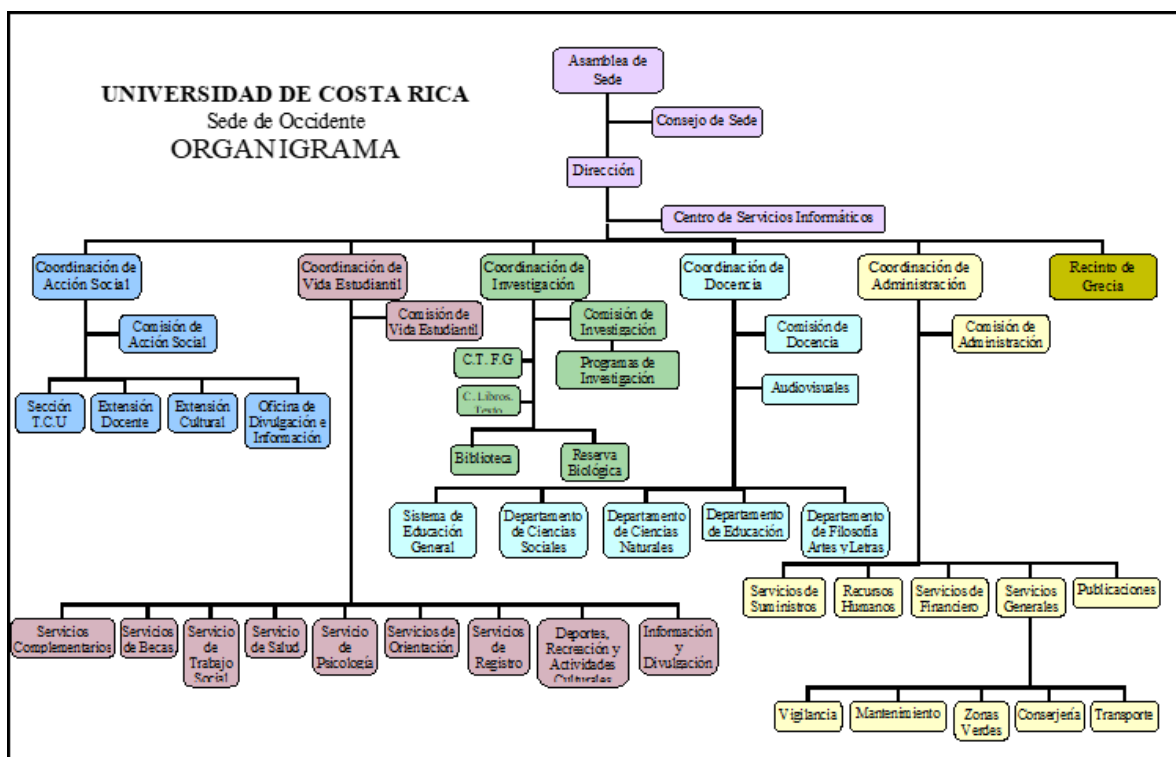 UNIVERSIDAD DE COSTA RICA
Sede de Occidente
ORGANIGRAMA
Asamblea de
Sede
Consejo de Sede
Dirección
Centro de Servicios Informáticos
Coordinación de
Acción Social
Coordinación de
Vida Estudiantil
Coordinación de
Investigación
Coordinación de
Docencia
Coordinación de
Administración
Recinto de
Grecia
Comisión de
Acción Social
Comisión de
Vida Estudiantil
Comisión de
Investigación
Comisión de
Docencia
Comisión de
Administración
C.T. F.G
Programas de
Investigación
Audiovisuales
C. Libros.
Texto
Sección
T.C.U
Extensión
Docente
Extensión
Cultural
Oficina de
Divulgación e
Información
Biblioteca
Reserva
Biológica
Sistema de
Educación
General
Departamento
de Ciencias
Sociales
Departamento
de Ciencias
Naturales
Departamento
de Educación
Departamento
de Filosofía
Artes y Letras
Servicios de
Suministros
Recursos
Humanos
Servicios de
Financiero
Servicios
Generales
Publicaciones
Servicios
Complementarios
Servicios
de Becas
Servicio
de
Trabajo
Social
Servicio
de Salud
Servicio
de
Psicología
Servicios de
Orientación
Servicios
de
Registro
Deportes,
Recreación y
Actividades
Culturales
Información
y
Divulgación
Vigilancia
Mantenimiento
Zonas
Verdes
Conserjería
Transporte